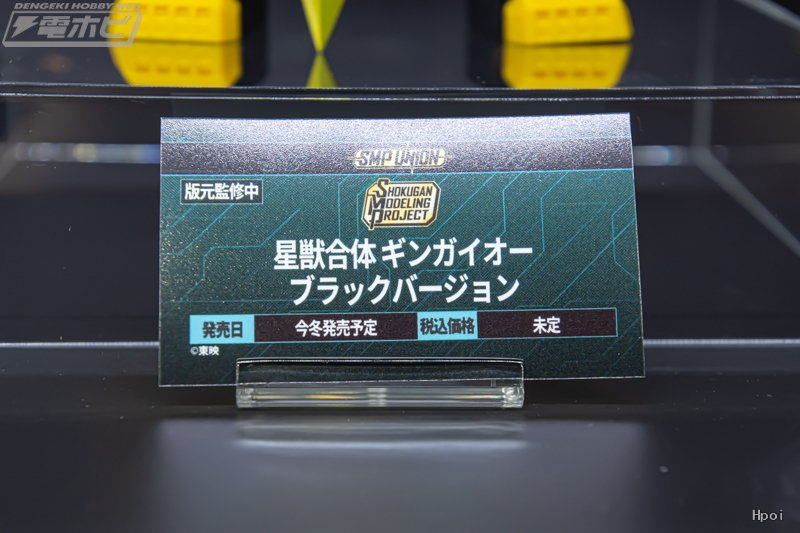 DENGEKI HOBBY WEB
電ホビ
SMP UNION
版元監修中
SHOKUGAN
MODELING
PROJECT
星獣合体 ギンガイオー
ブラックバージョン
発売日 今冬発売予定 税込価格 未定
©東映
Hpoi